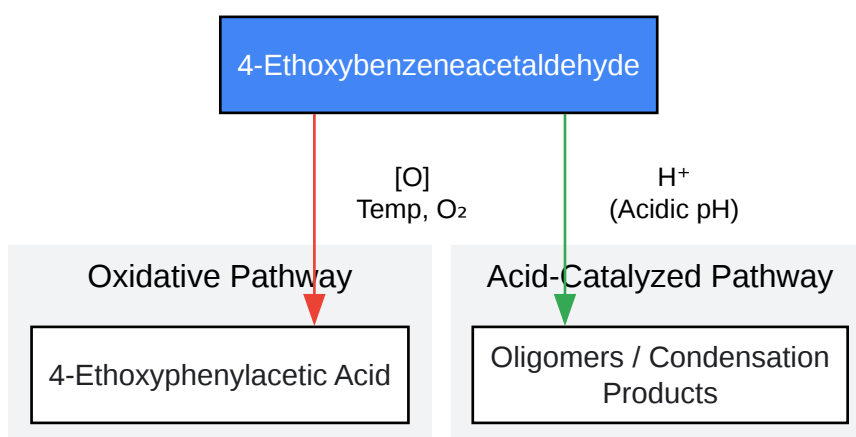 4-Ethoxybenzeneacetaldehyde
[O]
Temp, O₂
H⁺
(Acidic pH)
Oxidative Pathway
Acid-Catalyzed Pathway
4-Ethoxyphenylacetic Acid
Oligomers / Condensation
Products